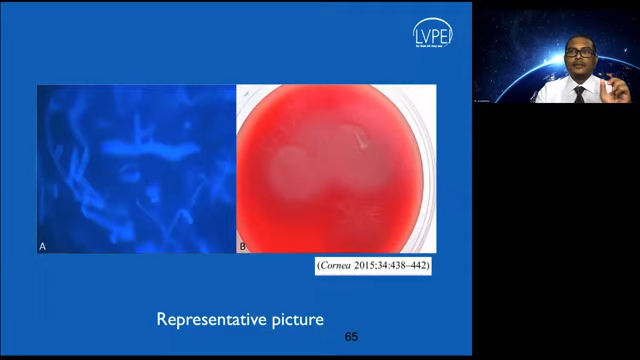 LVPEI
A
B
(Cornea 2015;34:438–442)
Representative picture
65